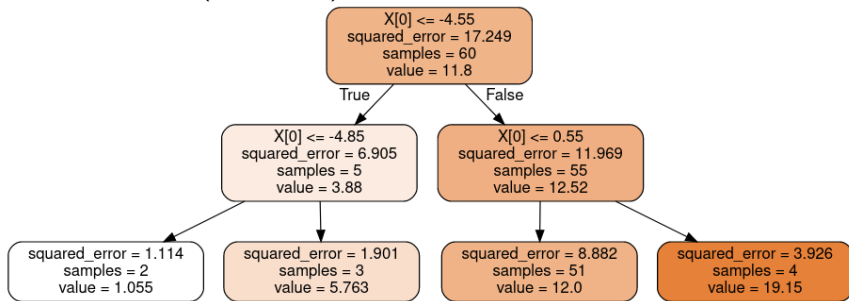 X[0] <= -4.55
squared_error = 17.249
samples = 60
value = 11.8
True
False
X[0] <= -4.85
squared_error = 6.905
samples = 5
value = 3.88
X[0] <= 0.55
squared_error = 11.969
samples = 55
value = 12.52
squared_error = 1.114
samples = 2
value = 1.055
squared_error = 1.901
samples = 3
value = 5.763
squared_error = 8.882
samples = 51
value = 12.0
squared_error = 3.926
samples = 4
value = 19.15